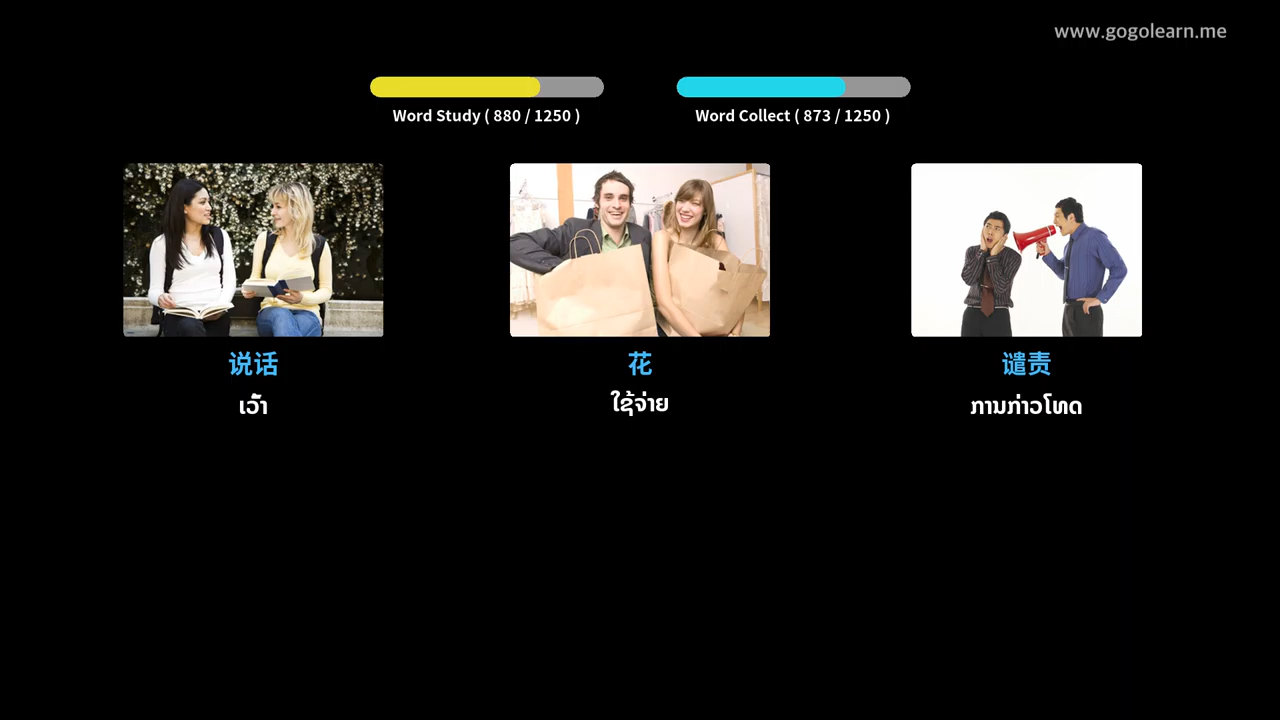 www.gogolearn.me
Word Study ( 880 / 1250 )
Word Collect ( 873 / 1250 )
说话
ເວົ້າ
花
ໃຊ້ຈ່າຍ
谴责
ການກ່າວໂທດ